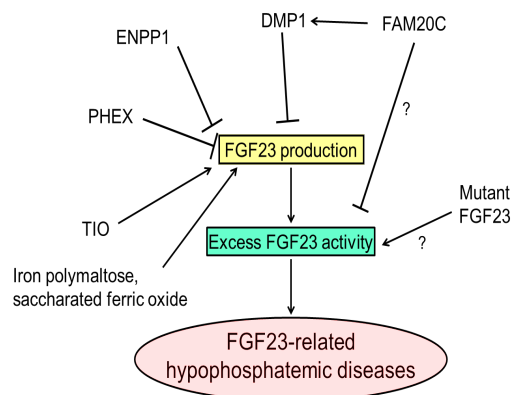 DMP1
FAM20C
ENPP1
PHEX
?
FGF23 production
Mutant
FGF23
TIO
Excess FGF23 activity
?
Iron polymaltose,
saccharated ferric oxide
FGF23-related
hypophosphatemic diseases